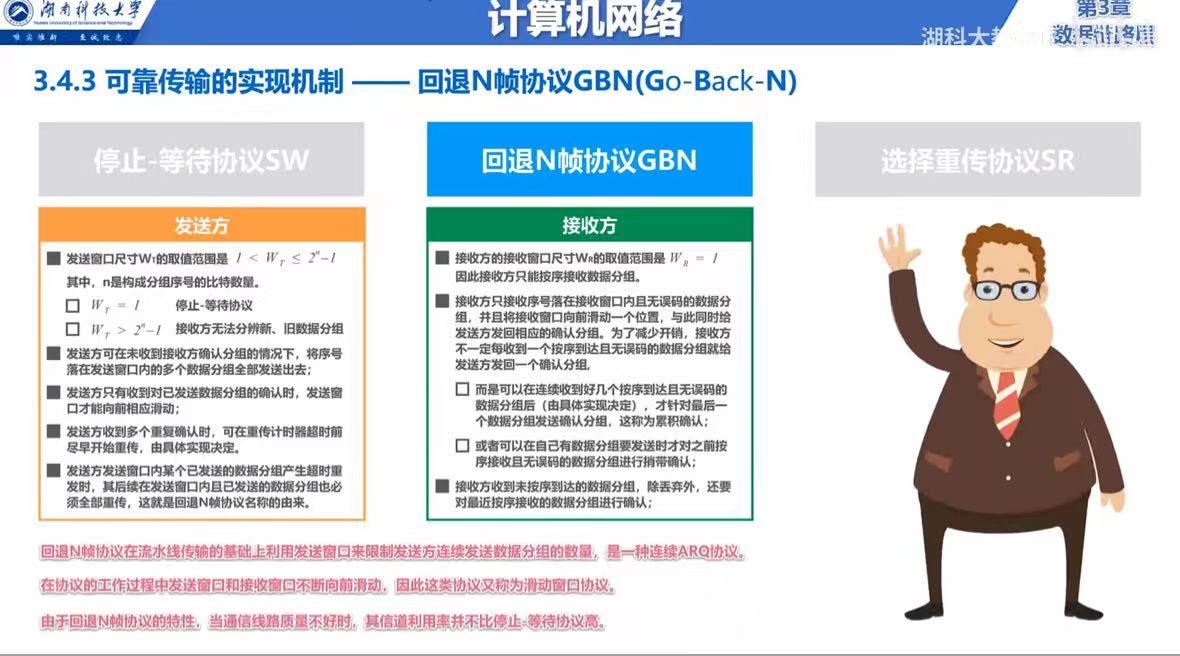 湖南科技大学
Hunan University of Science and Technology
唯实惟新 至诚致志
计算机网络
第3章
数据链路层
湖科大教
3.4.3 可靠传输的实现机制 —— 回退N帧协议GBN(Go-Back-N)
停止-等待协议SW
回退N帧协议GBN
选择重传协议SR
发送方
发送窗口尺寸WT的取值范围是 1 < WT ≤ 2ⁿ−1
其中，n是构成分组序号的比特数量。
WT = 1 停止-等待协议
WT > 2ⁿ−1 接收方无法分辨新、旧数据分组
发送方可在未收到接收方确认分组的情况下，将序号
落在发送窗口内的多个数据分组全部发送出去；
发送方只有收到对已发送数据分组的确认时，发送窗
口才能向前相应滑动；
发送方收到多个重复确认时，可在重传计时器超时前
尽早开始重传，由具体实现决定。
发送方发送窗口内某个已发送的数据分组产生超时重
发时，其后续在发送窗口内且已发送的数据分组也必
须全部重传，这就是回退N帧协议名称的由来。
接收方
接收方的接收窗口尺寸WR的取值范围是 WR = 1
因此接收方只能按序接收数据分组。
接收方只接收序号落在接收窗口内且无误码的数据分
组，并且将接收窗口向前滑动一个位置，与此同时给
发送方发回相应的确认分组。为了减少开销，接收方
不一定每收到一个按序到达且无误码的数据分组就给
发送方发回一个确认分组，
而是可以在连续收到好几个按序到达且无误码的
数据分组后（由具体实现决定），才针对最后一
个数据分组发送确认分组，这称为累积确认；
或者可以在自己有数据分组要发送时才对之前按
序接收且无误码的数据分组进行捎带确认；
接收方收到未按序到达的数据分组，除丢弃外，还要
对最近按序接收的数据分组进行确认；
回退N帧协议在流水线传输的基础上利用发送窗口来限制发送方连续发送数据分组的数量，是一种连续ARQ协议。
在协议的工作过程中发送窗口和接收窗口不断向前滑动，因此这类协议又称为滑动窗口协议。
由于回退N帧协议的特性，当通信线路质量不好时，其信道利用率并不比停止-等待协议高。